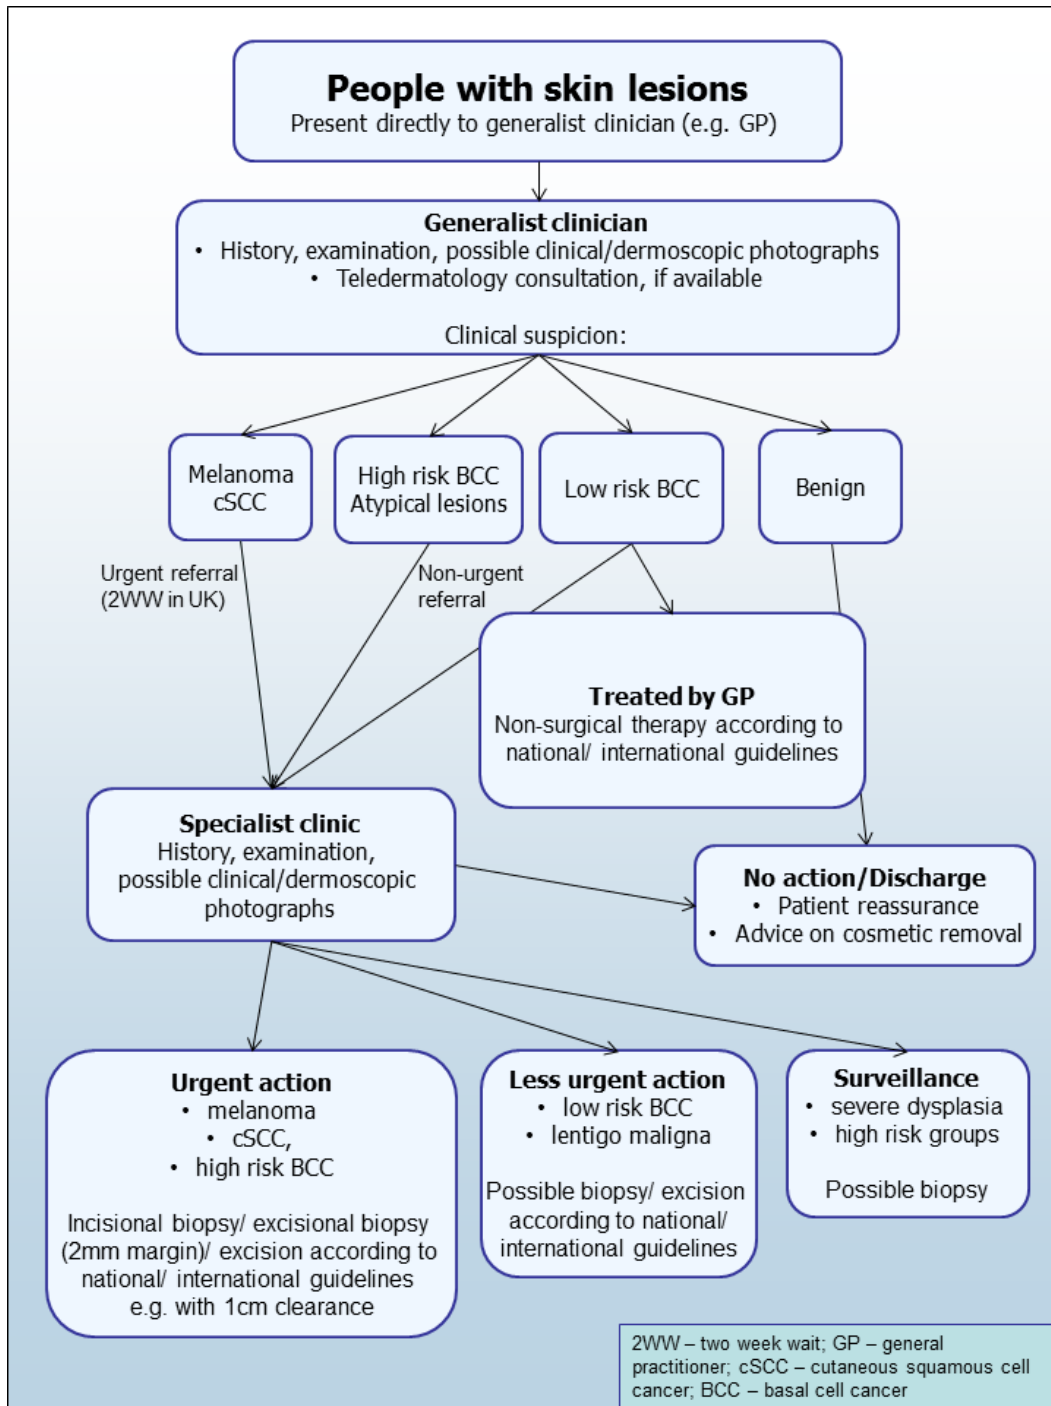 People with skin lesions
Present directly to generalist clinician (e.g. GP)
Generalist clinician
• History, examination, possible clinical/dermoscopic photographs
• Teledermatology consultation, if available
Clinical suspicion:
Melanoma
cSCC
High risk BCC
Atypical lesions
Low risk BCC
Benign
Urgent referral
(2WW in UK)
Non-urgent
referral
Treated by GP
Non-surgical therapy according to
national/ international guidelines
Specialist clinic
History, examination,
possible clinical/dermoscopic
photographs
No action/Discharge
• Patient reassurance
• Advice on cosmetic removal
Urgent action
• melanoma
• cSCC,
• high risk BCC
Incisional biopsy/ excisional biopsy
(2mm margin)/ excision according to
national/ international guidelines
e.g. with 1cm clearance
Less urgent action
• low risk BCC
• lentigo maligna
Possible biopsy/ excision
according to national/
international guidelines
Surveillance
• severe dysplasia
• high risk groups
Possible biopsy
2WW – two week wait; GP – general
practitioner; cSCC – cutaneous squamous cell
cancer; BCC – basal cell cancer